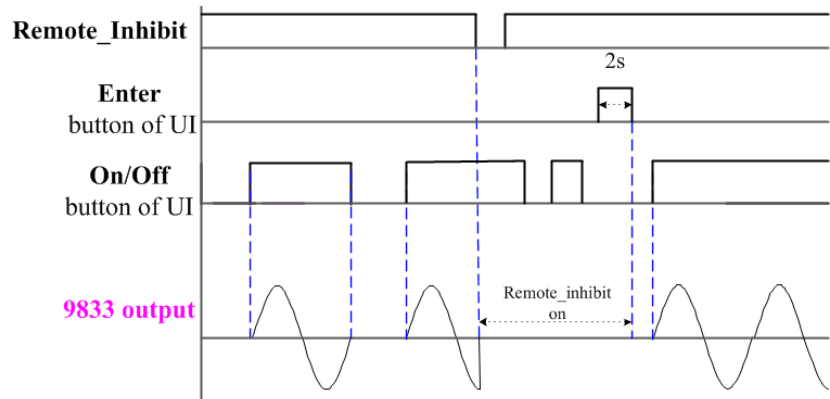 Remote_Inhibit
2s
Enter
button of UI
On/Off
button of UI
Remote_inhibit
on
9833 output